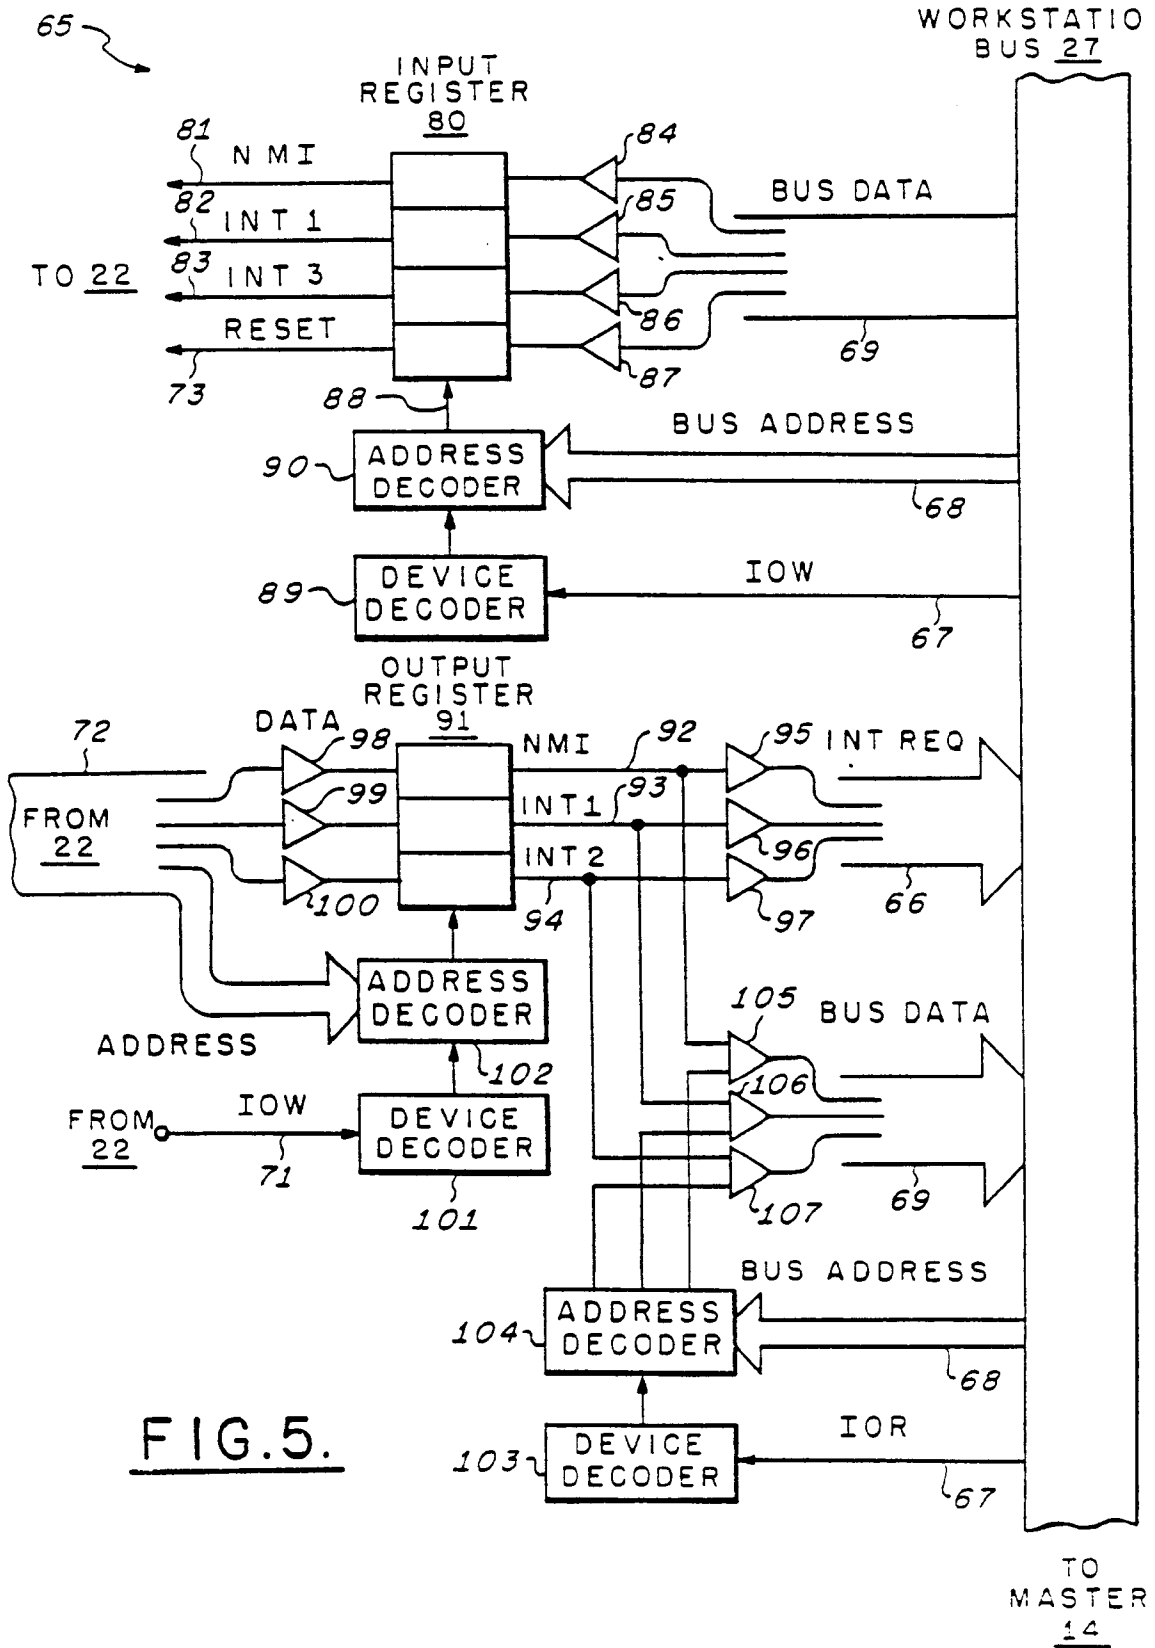 65
WORKSTATIO
BUS 27
INPUT
REGISTER
80
81
NMI
84
82
INT 1
85
BUS DATA
TO 22
83
INT 3
86
RESET
87
69
73
88
BUS ADDRESS
90
ADDRESS
DECODER
68
89
DEVICE
DECODER
IOW
67
OUTPUT
REGISTER
91
72
DATA
98
NMI
92
95
INT REQ
99
INT 1
93
FROM
22
96
INT 2
100
94
97
66
ADDRESS
DECODER
105
BUS DATA
ADDRESS
102
106
FROM
22
IOW
71
DEVICE
DECODER
101
107
69
BUS ADDRESS
104
ADDRESS
DECODER
68
FIG.5.
103
DEVICE
DECODER
IOR
67
TO
MASTER
14